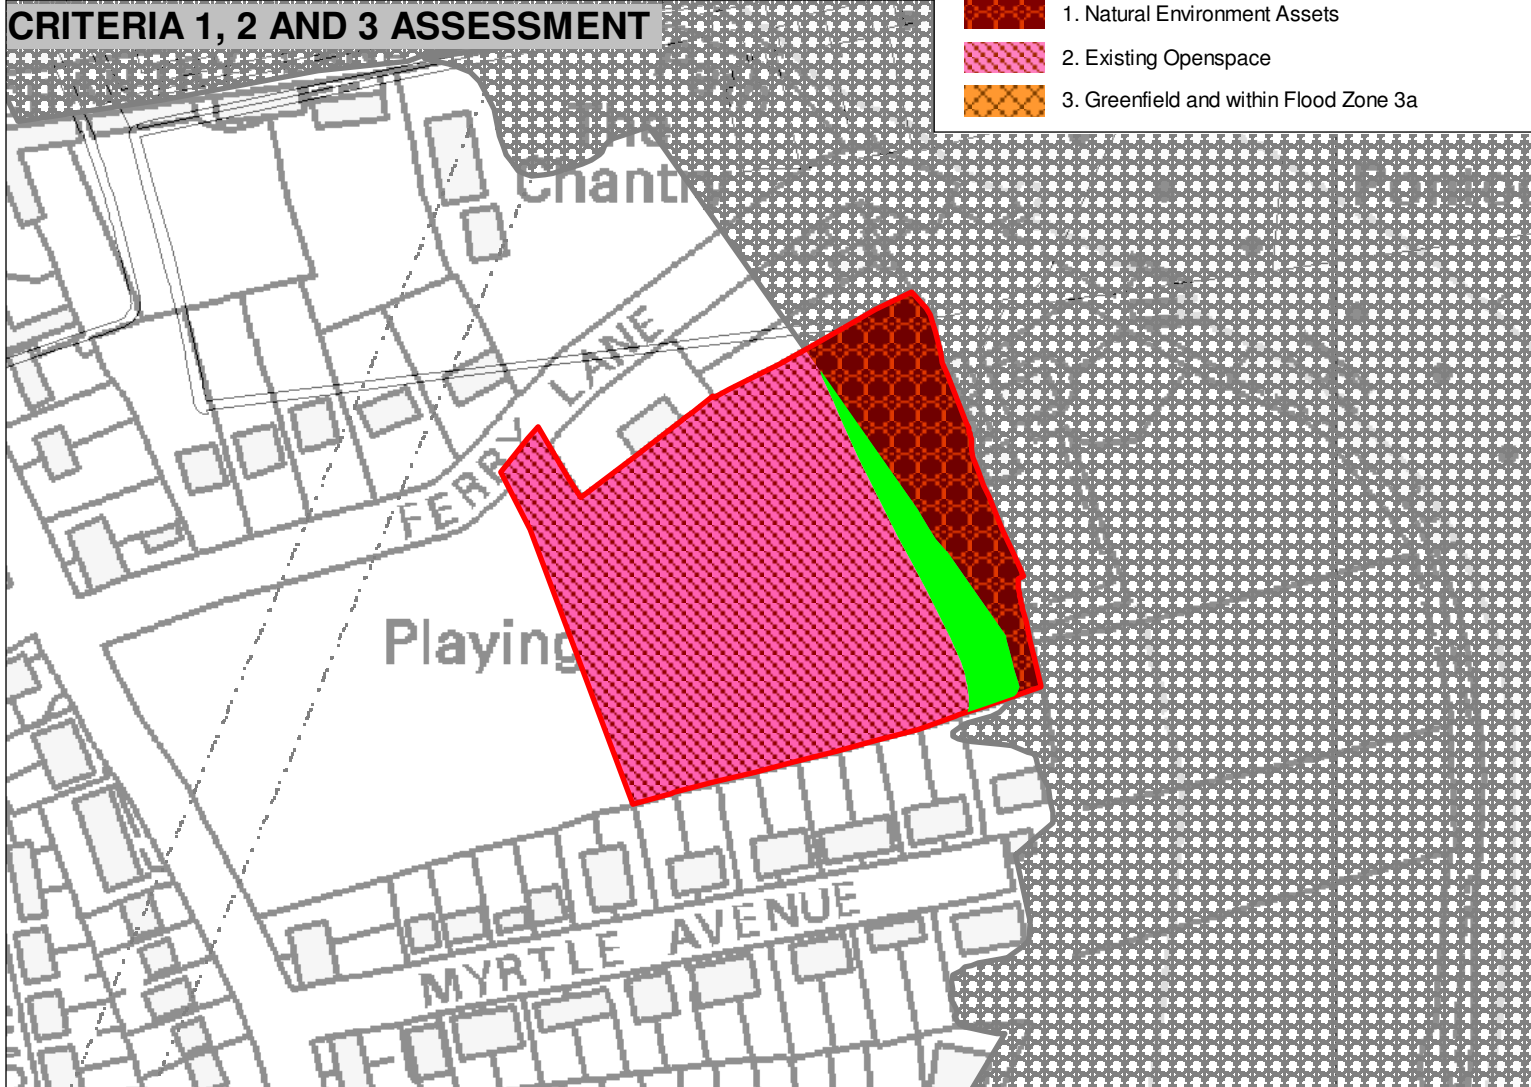 CRITERIA 1, 2 AND 3 ASSESSMENT
1. Natural Environment Assets
2. Existing Openspace
3. Greenfield and within Flood Zone 3a
The
FERRY LANE
Playing
MYRTLE AVENUE